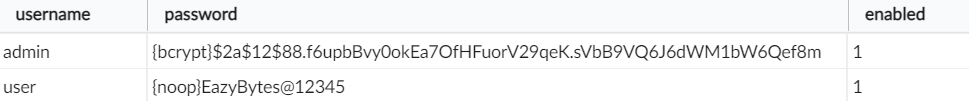 username password enabled
admin {bcrypt}$2a$12$88.f6upbBvy0okEa7OfHFuorV29qeK.sVbB9VQ6J6dWM1bW6Qef8m 1
user {noop}EazyBytes@12345 1